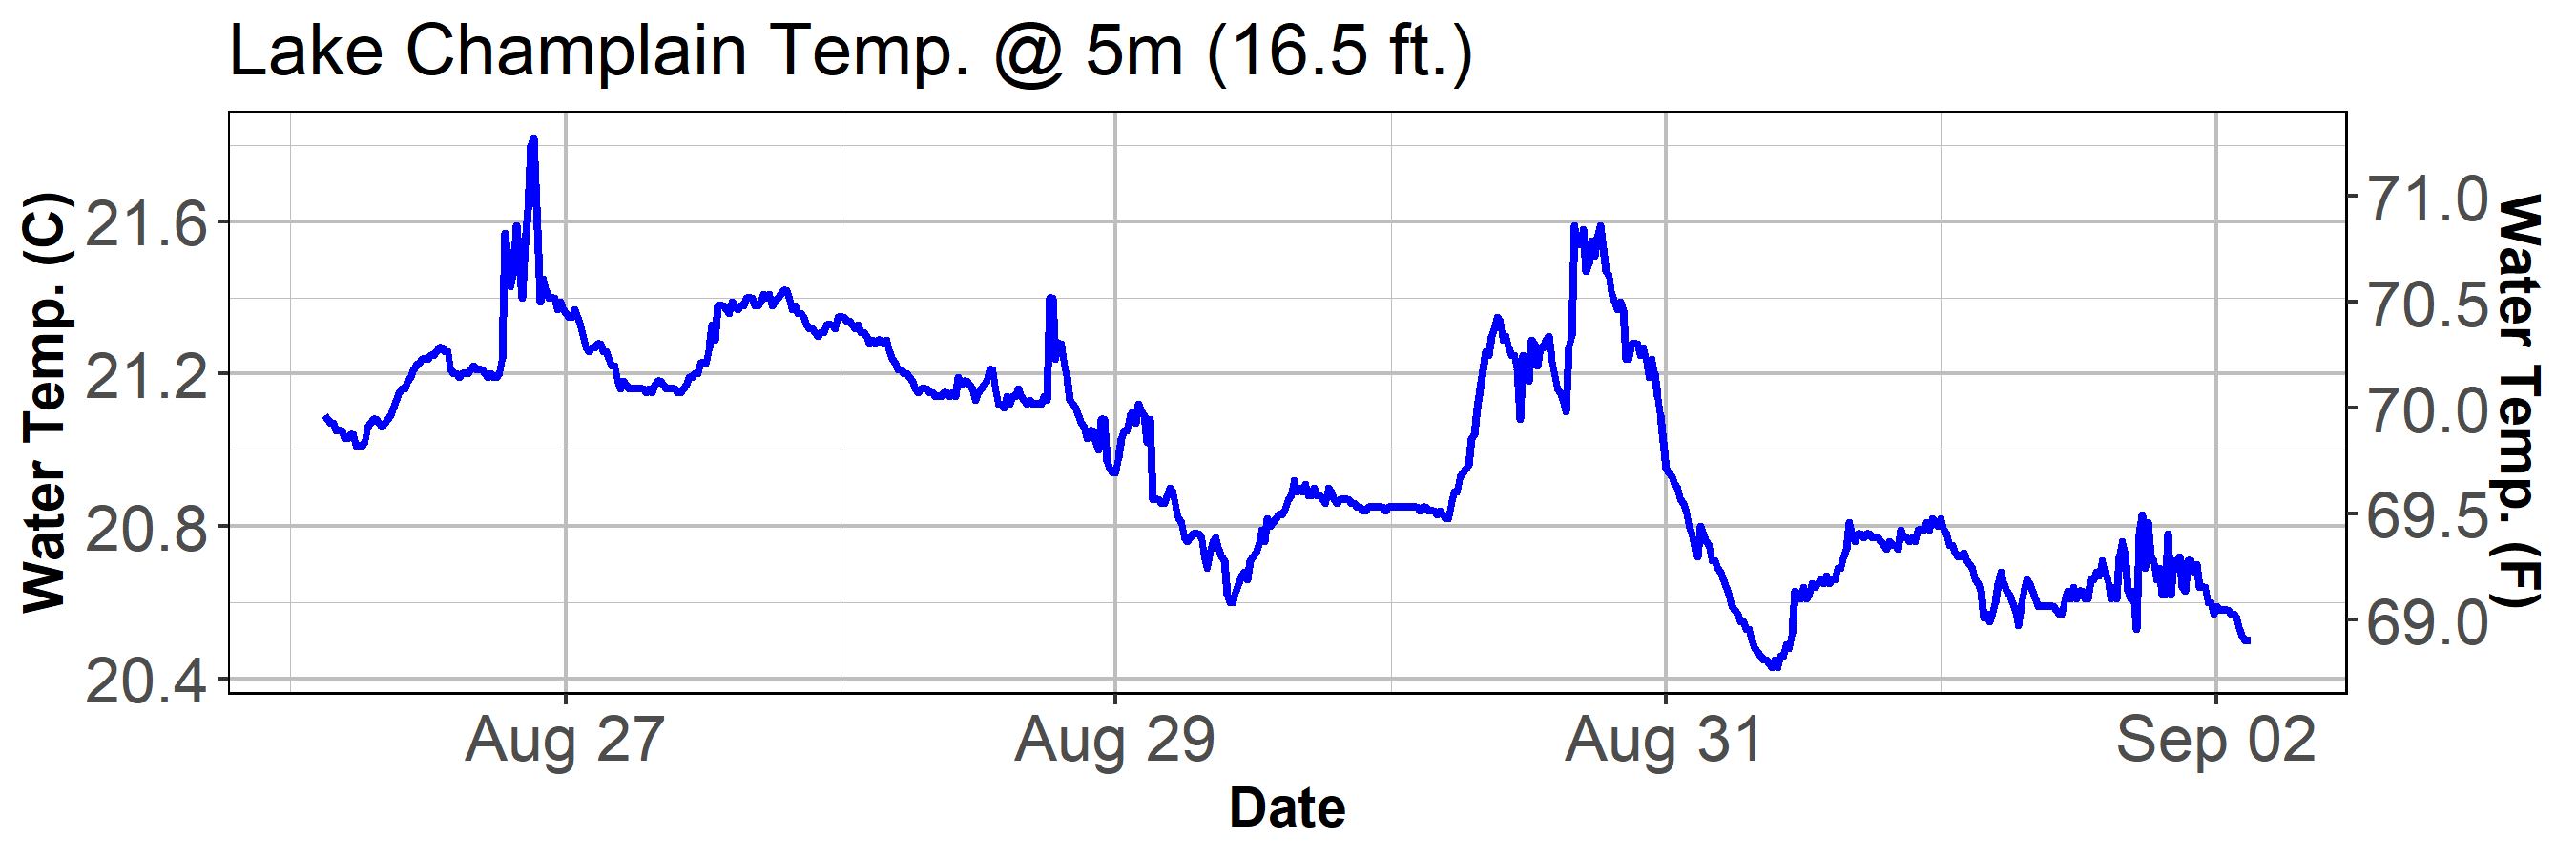 Lake Champlain Temp. @ 5m (16.5 ft.)
Water Temp. (C)
21.6
21.2
20.8
20.4
71.0
70.5
70.0
69.5
69.0
Water Temp. (F)
Aug 27
Aug 29
Aug 31
Sep 02
Date